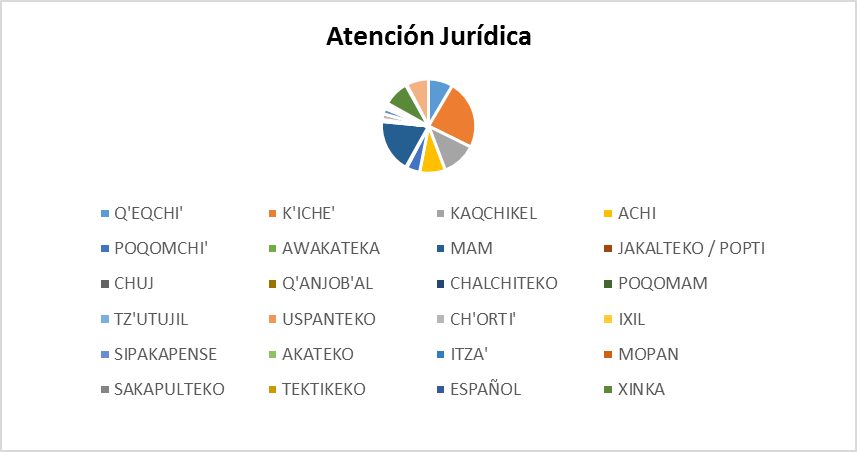 Atención Jurídica
Q'EQCHI' K'ICHE' KAQCHIKEL ACHI
POQOMCHI' AWAKATEKA MAM JAKALTEKO / POPTI
CHUJ Q'ANJOB'AL CHALCHITEKO POQOMAM
TZ'UTUJIL USPANTEKO CH'ORTI' IXIL
SIPAKAPENSE AKATEKO ITZA' MOPAN
SAKAPULTEKO TEKTIKEKO ESPAÑOL XINKA